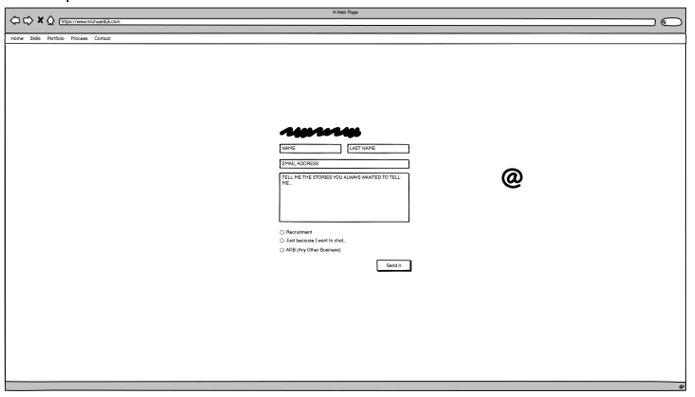 A Web Page
https://www.michaeldijk.com
Home Skills Portfolio Process Contact
NAME LAST NAME
EMAIL ADDRESS
TELL ME THE STORIES YOU ALWAYS WANTED TO TELL
ME...
@
Recruitment
Just because I want to chat...
AOB (Any Other Business)
Send it